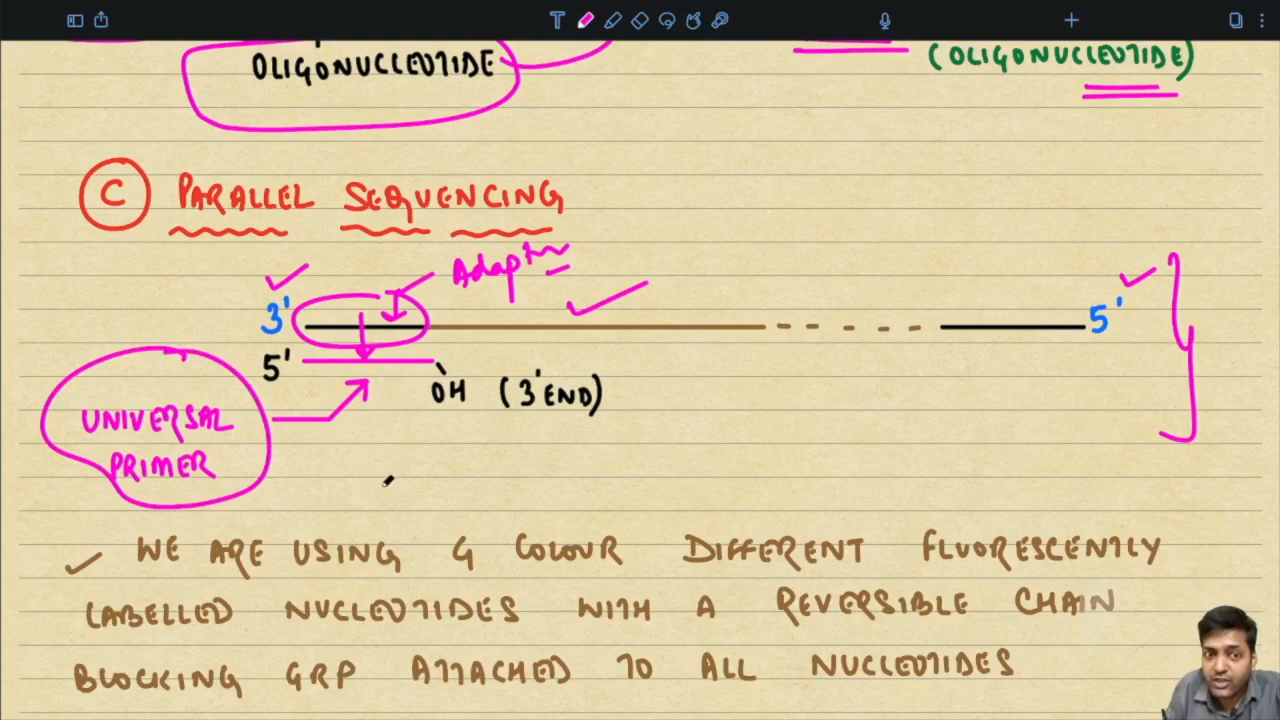 OLIGONUCLEOTIDE
(OLIGONUCLEOTIDE)
C PARALLEL SEQUENCING
Adapter
3' 5'
5' OH (3' END)
UNIVERSAL
PRIMER
WE ARE USING 4 COLOUR DIFFERENT FLUORESCENTLY
LABELLED NUCLEOTIDES WITH A REVERSIBLE CHAIN
BLOCKING GRP ATTACHED TO ALL NUCLEOTIDES